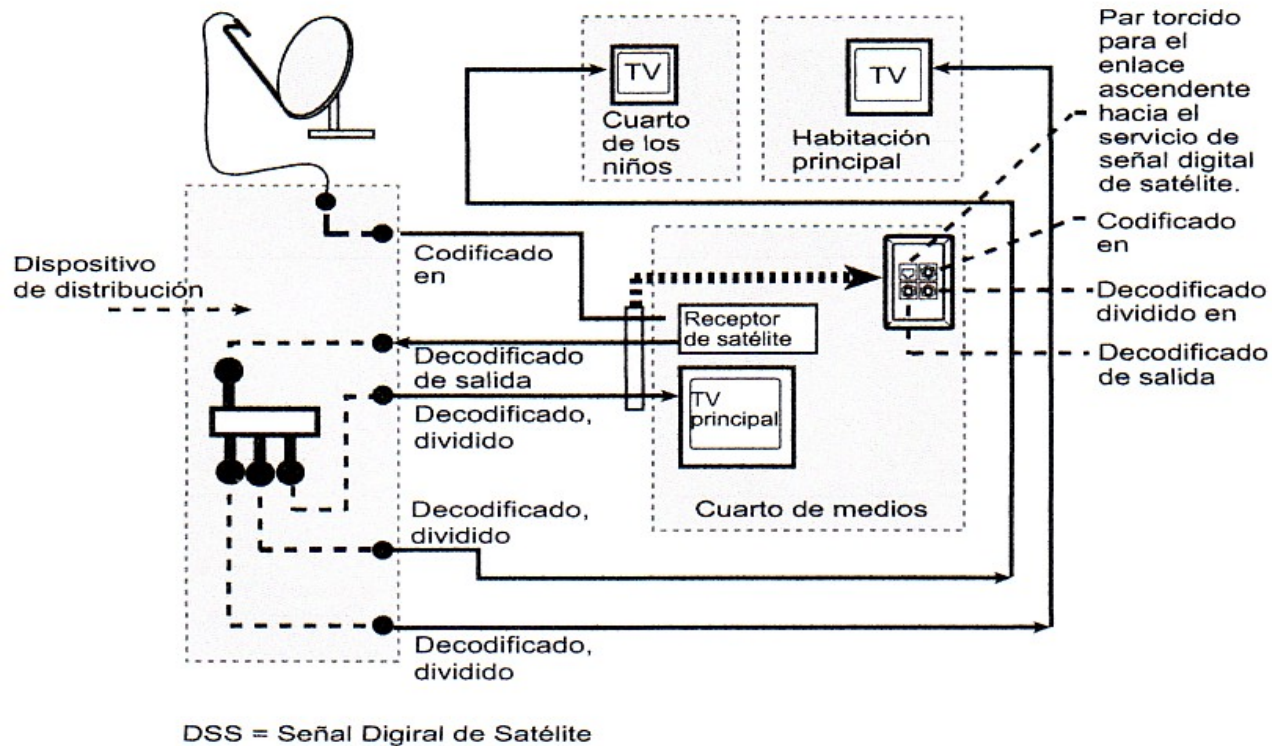 TV
Cuarto
de los
niños
TV
Habitación
principal
Par torcido
para el
enlace
ascendente
hacia el
servicio de
señal digital
de satélite.
Codificado
en
Decodificado
dividido en
Decodificado
de salida
Dispositivo
de distribución
Codificado
en
Receptor
de satélite
Decodificado
de salida
Decodificado,
dividido
TV
principal
Cuarto de medios
Decodificado,
dividido
Decodificado,
dividido
DSS = Señal Digiral de Satélite